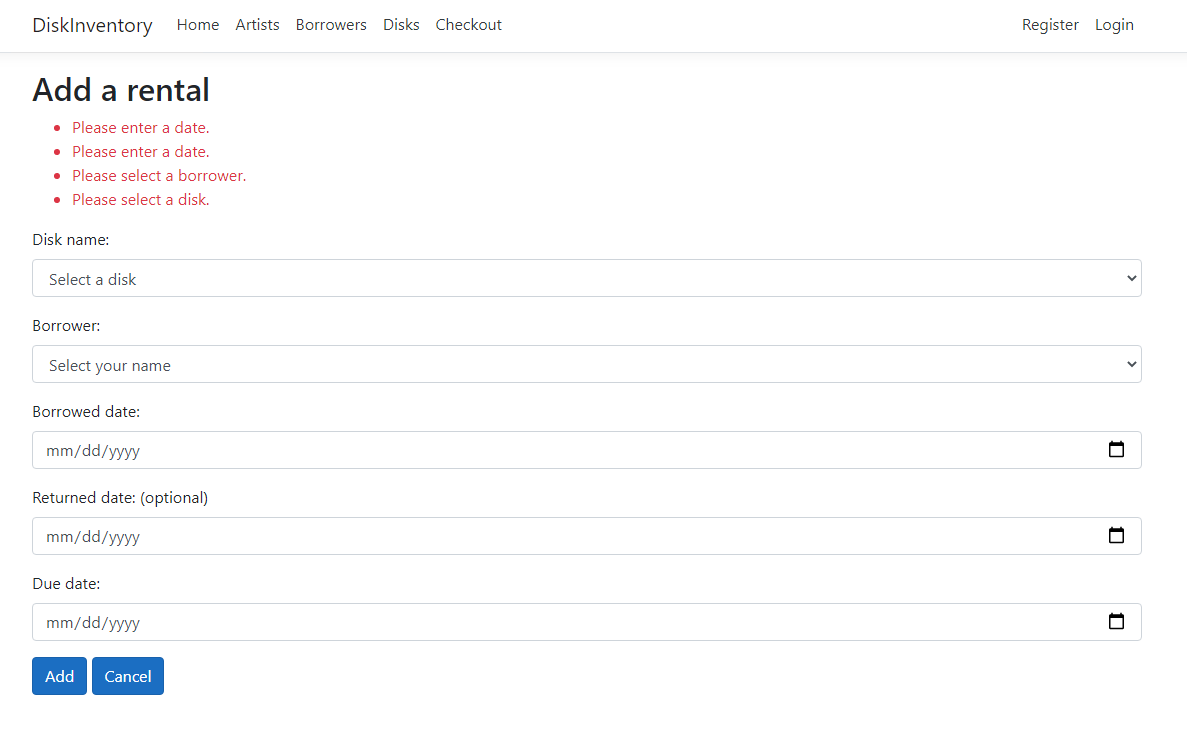 DiskInventory Home Artists Borrowers Disks Checkout Register Login
Add a rental
Please enter a date.
Please enter a date.
Please select a borrower.
Please select a disk.
Disk name:
Select a disk
Borrower:
Select your name
Borrowed date:
mm/dd/yyyy
Returned date: (optional)
mm/dd/yyyy
Due date:
mm/dd/yyyy
Add Cancel